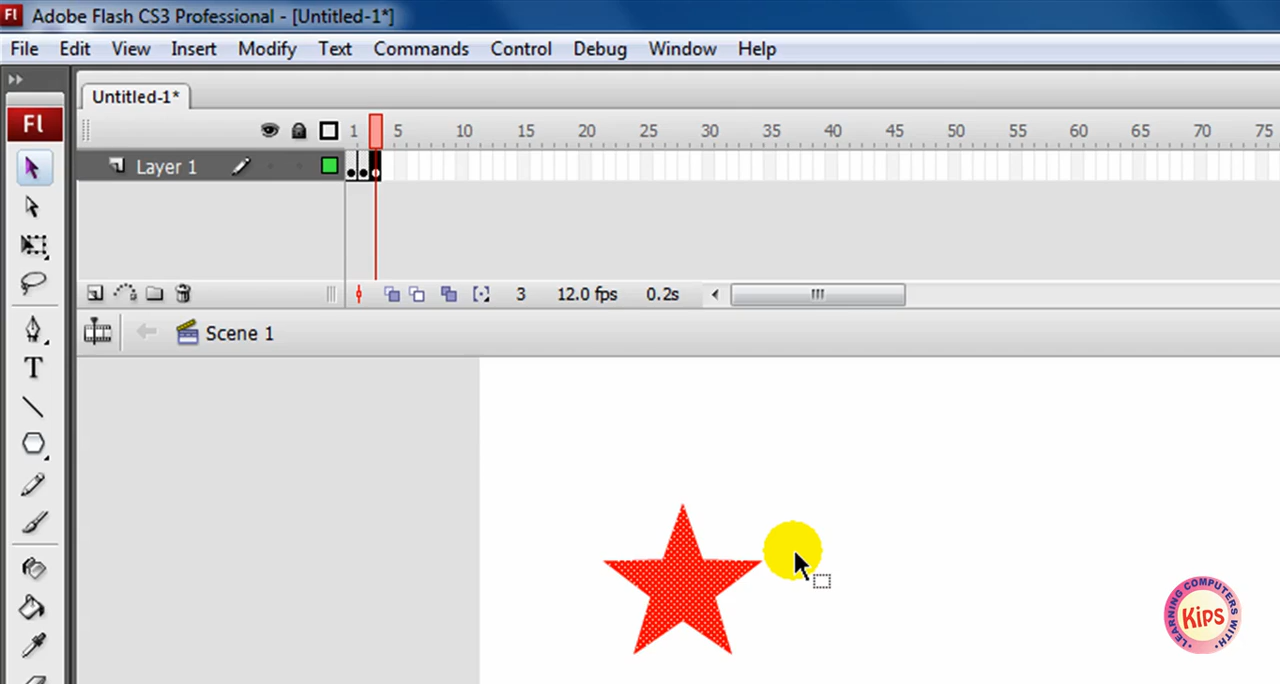 Fl Adobe Flash CS3 Professional - [Untitled-1*]
File Edit View Insert Modify Text Commands Control Debug Window Help
Untitled-1*
Fl
1 5 10 15 20 25 30 35 40 45 50 55 60 65 70 75
Layer 1
3 12.0 fps 0.2s
Scene 1
T
LEARNING COMPUTERS WITH
Kips